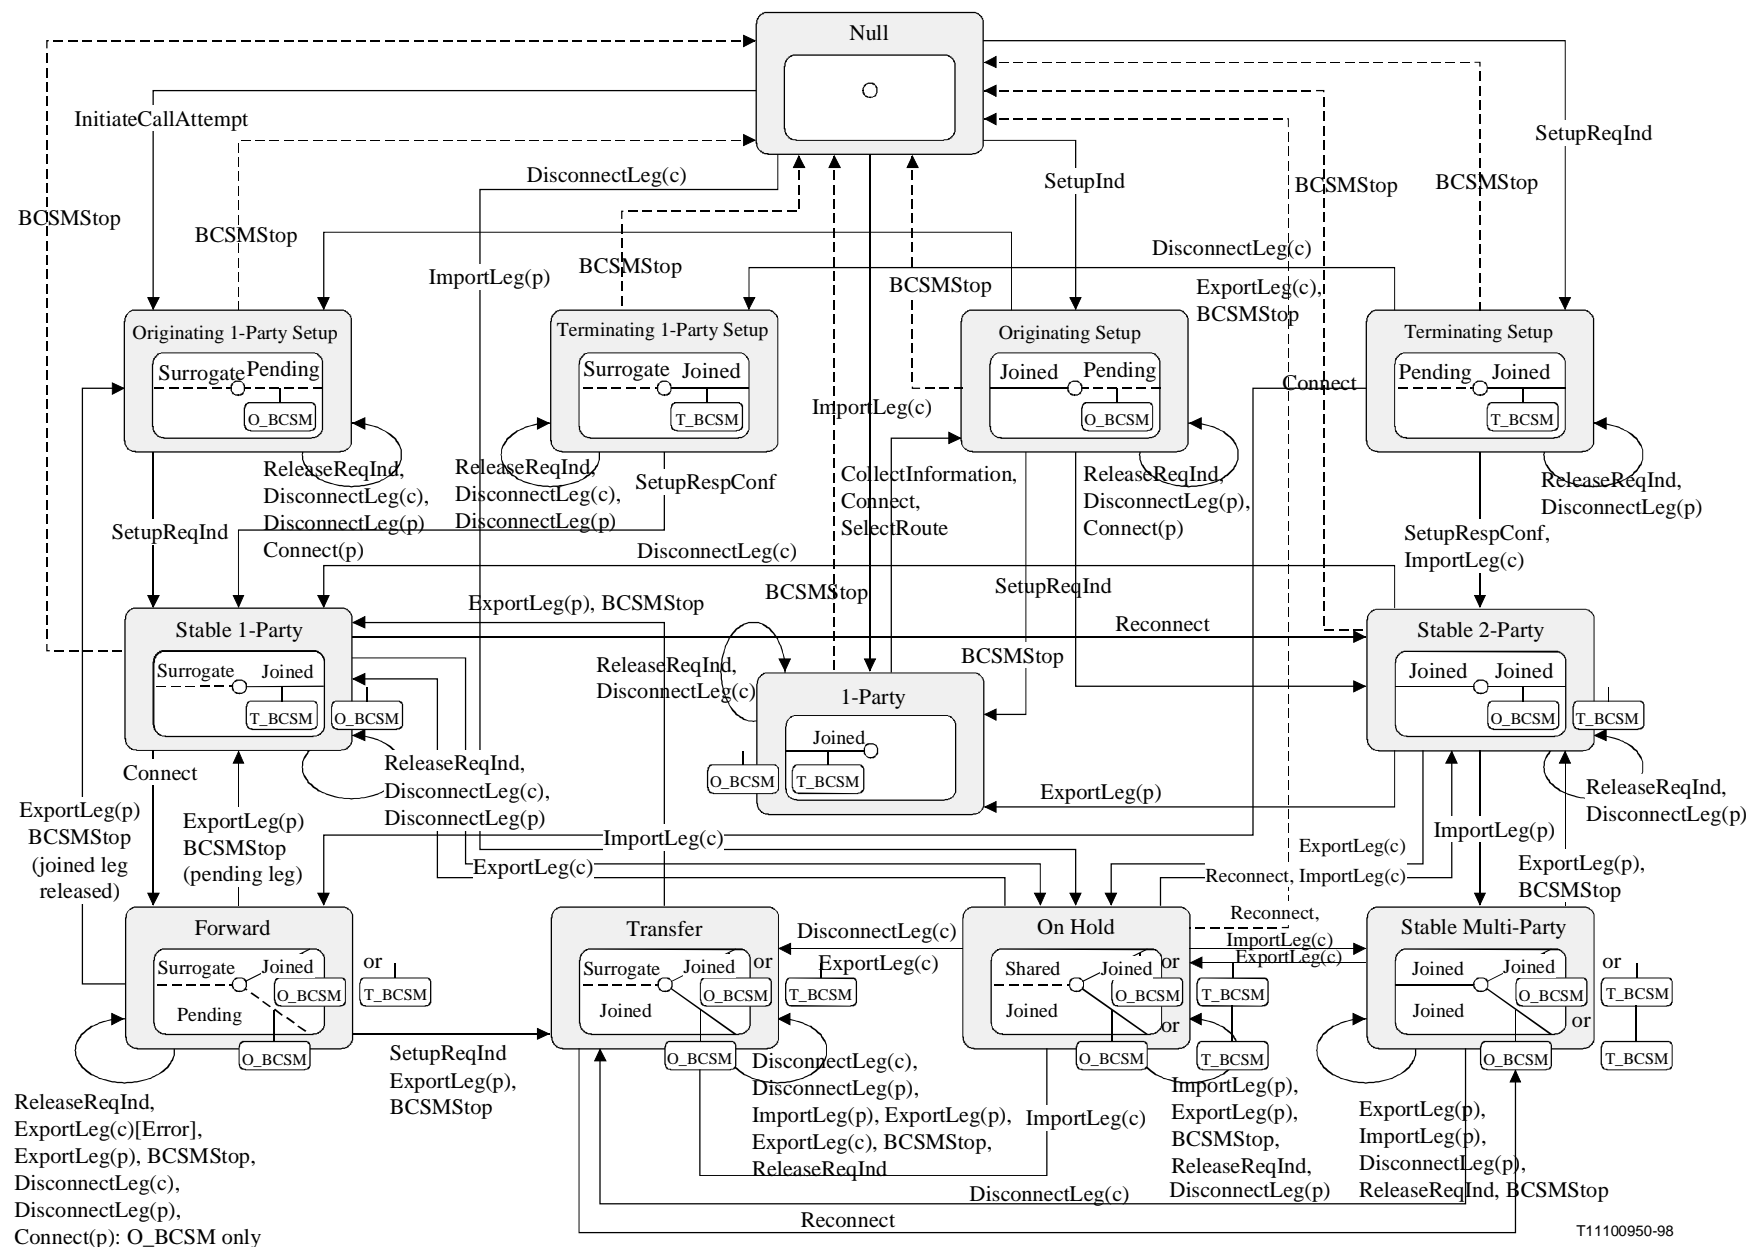 Null
InitiateCallAttempt
SetupReqInd
DisconnectLeg(c)
SetupInd
BCSMStop
BCSMStop
BCSMStop
BCSMStop
BCSMStop
BCSMStop
DisconnectLeg(c)
ImportLeg(p)
ExportLeg(c),
BCSMStop
Originating 1-Party Setup
Surrogate Pending
O_BCSM
Terminating 1-Party Setup
Surrogate Joined
T_BCSM
Originating Setup
Joined Pending
O_BCSM
Terminating Setup
Pending Joined
T_BCSM
Connect
ImportLeg(c)
ReleaseReqInd,
DisconnectLeg(c),
DisconnectLeg(p)
Connect(p)
ReleaseReqInd,
DisconnectLeg(c),
DisconnectLeg(p)
SetupRespConf
CollectInformation,
Connect,
SelectRoute
ReleaseReqInd,
DisconnectLeg(p),
Connect(p)
ReleaseReqInd,
DisconnectLeg(p)
SetupReqInd
SetupRespConf,
ImportLeg(c)
DisconnectLeg(c)
SetupReqInd
BCSMStop
ExportLeg(p), BCSMStop
Reconnect
Stable 1-Party
Surrogate Joined
T_BCSM
O_BCSM
ReleaseReqInd,
DisconnectLeg(c)
BCSMStop
1-Party
Joined
O_BCSM
T_BCSM
Stable 2-Party
Joined Joined
O_BCSM
T_BCSM
Connect
ReleaseReqInd,
DisconnectLeg(c),
DisconnectLeg(p)
ExportLeg(p)
ReleaseReqInd,
DisconnectLeg(p)
ExportLeg(p)
BCSMStop
(joined leg
released)
ExportLeg(p)
BCSMStop
(pending leg)
ImportLeg(c)
ExportLeg(c)
ImportLeg(p)
ExportLeg(c)
Reconnect, ImportLeg(c)
ExportLeg(p),
BCSMStop
Forward
Surrogate Joined
Pending
O_BCSM
or
T_BCSM
O_BCSM
Transfer
Surrogate Joined
Joined
O_BCSM
or
T_BCSM
O_BCSM
DisconnectLeg(c)
ExportLeg(c)
On Hold
Shared Joined
Joined
O_BCSM
or
T_BCSM
or
O_BCSM
T_BCSM
Reconnect,
ImportLeg(c)
ExportLeg(c)
Stable Multi-Party
Joined Joined
Joined
O_BCSM
or
T_BCSM
or
O_BCSM
T_BCSM
SetupReqInd
ExportLeg(p),
BCSMStop
DisconnectLeg(c),
DisconnectLeg(p),
ImportLeg(p), ExportLeg(p),
ExportLeg(c), BCSMStop,
ReleaseReqInd
ImportLeg(c)
ImportLeg(p),
ExportLeg(p),
BCSMStop,
ReleaseReqInd,
DisconnectLeg(p)
ExportLeg(p),
ImportLeg(p),
DisconnectLeg(p),
ReleaseReqInd, BCSMStop
ReleaseReqInd,
ExportLeg(c)[Error],
ExportLeg(p), BCSMStop,
DisconnectLeg(c),
DisconnectLeg(p),
Connect(p): O_BCSM only
DisconnectLeg(c)
Reconnect
T11100950-98